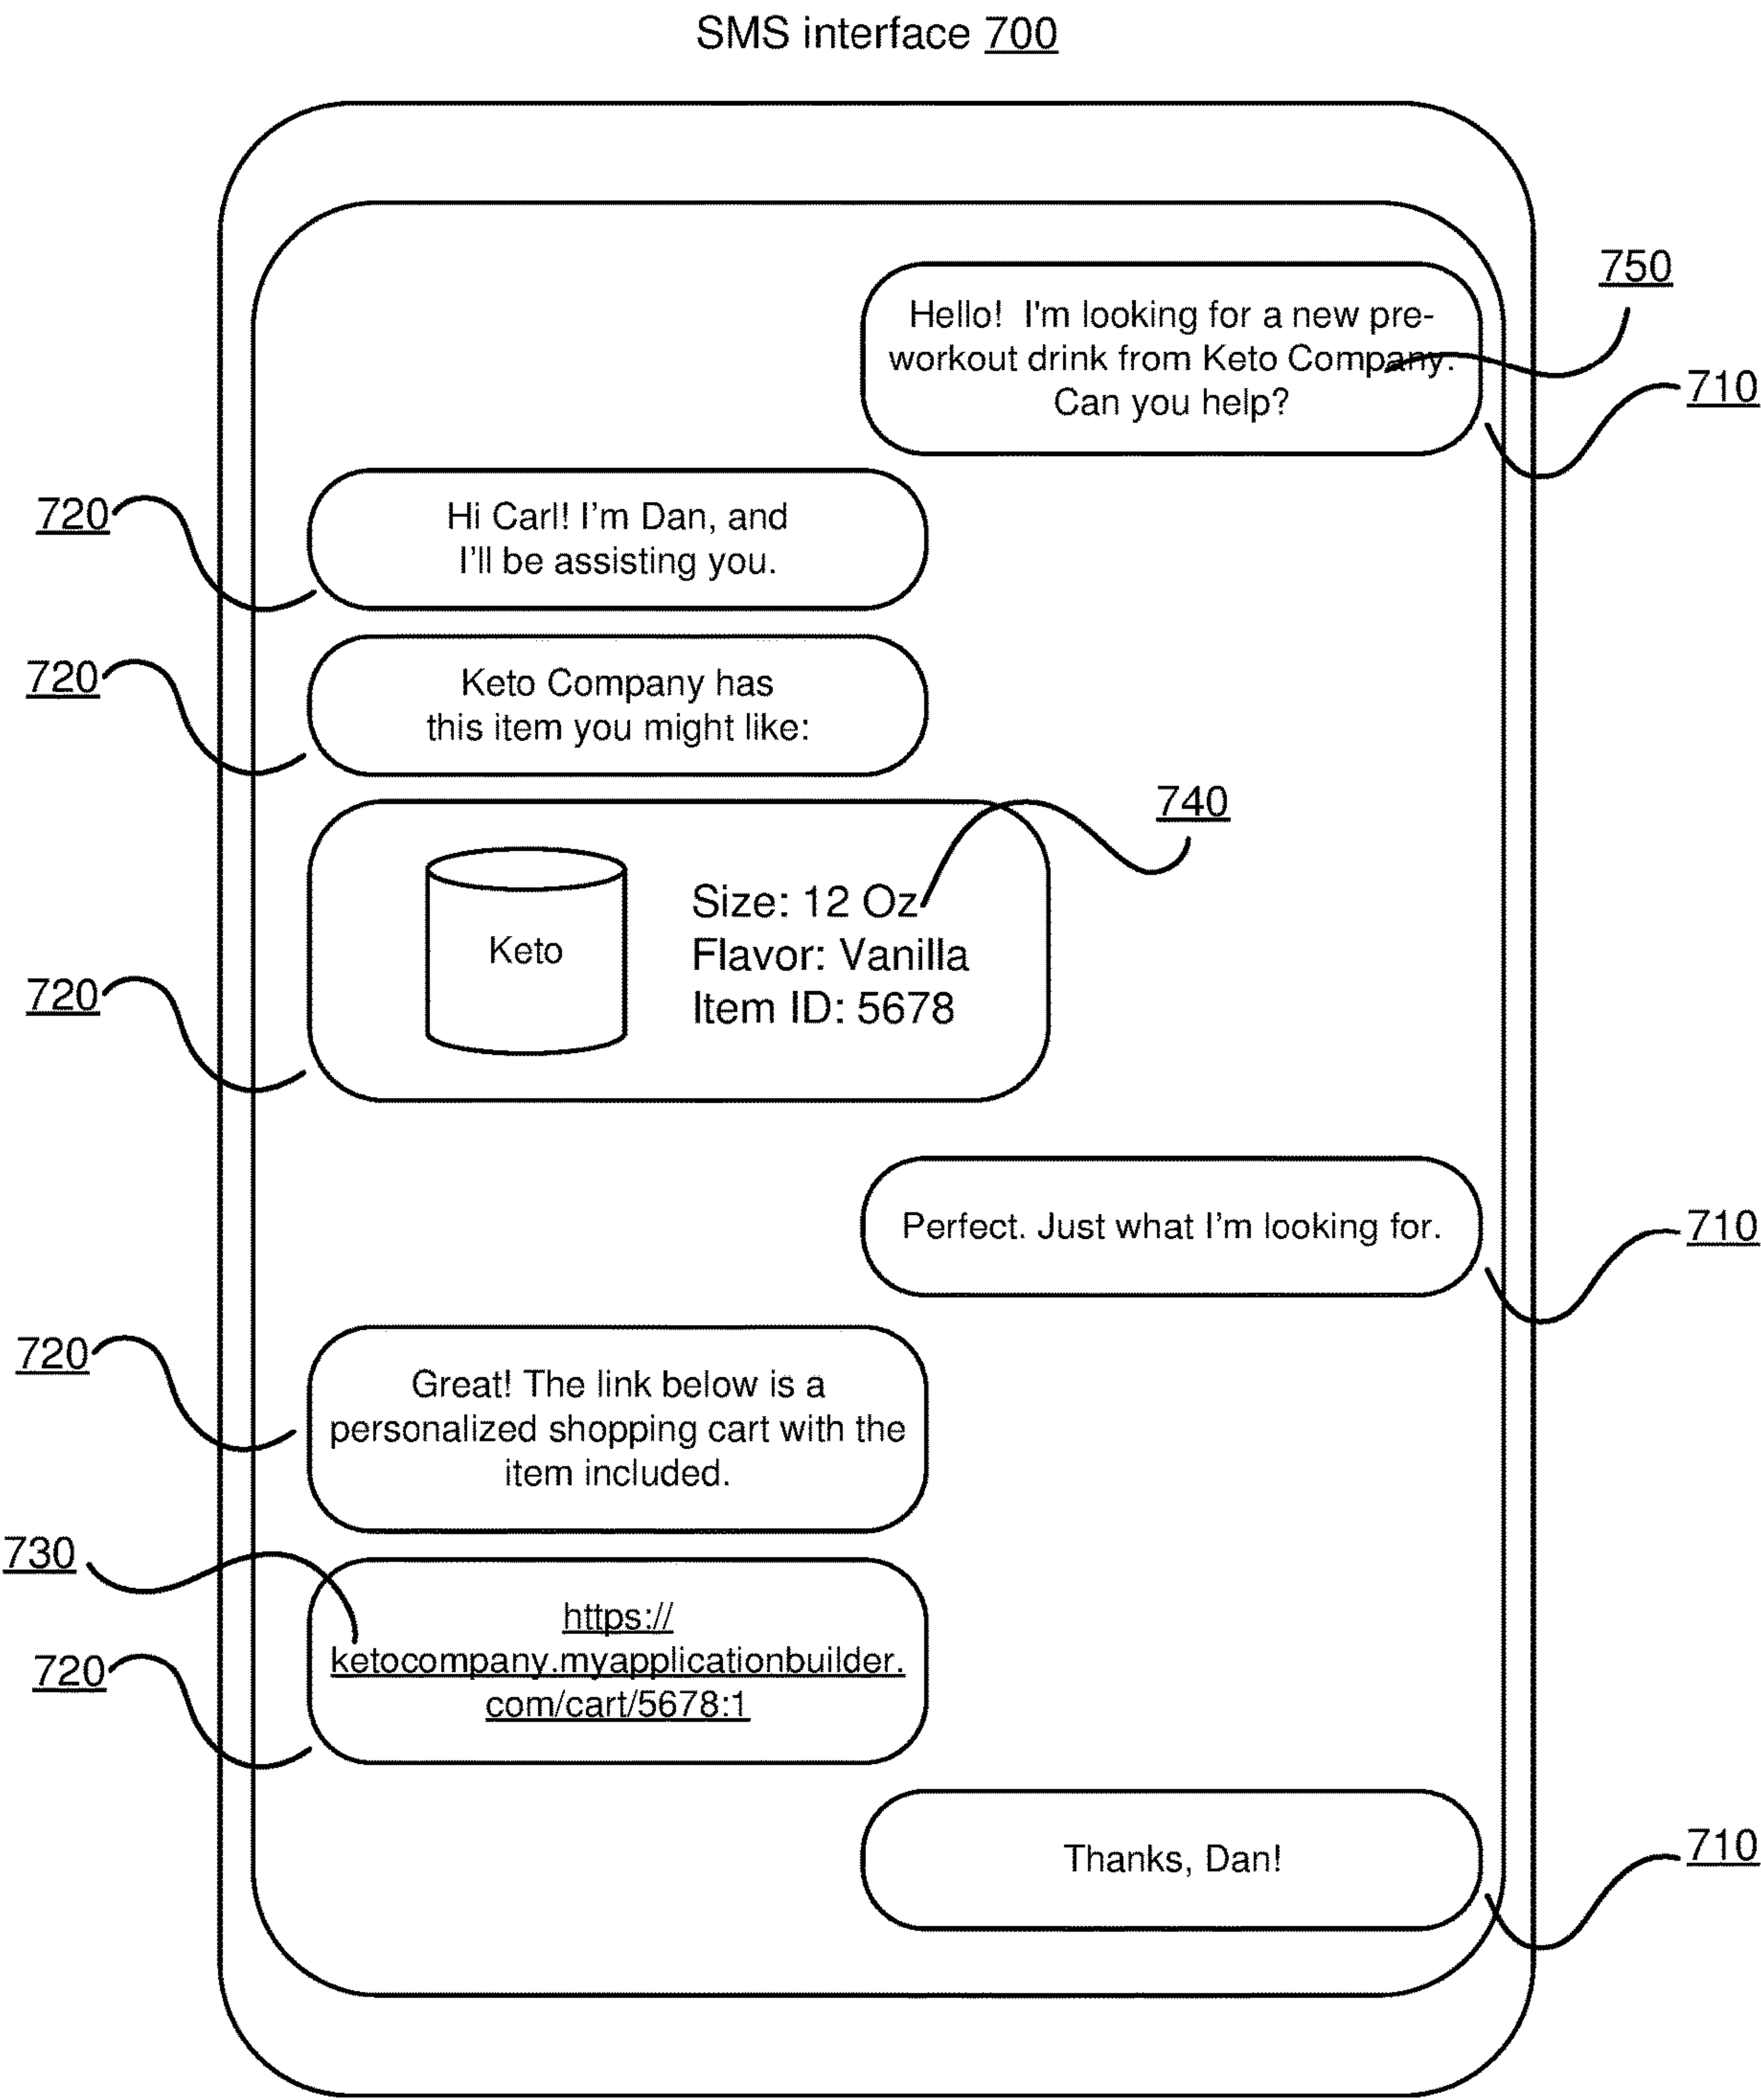 SMS interface 700
750
Hello!  I'm looking for a new pre-
workout drink from Keto Company.
Can you help?
710
720
Hi Carl! I'm Dan, and
I'll be assisting you.
720
Keto Company has
this item you might like:
740
Keto
Size: 12 Oz
Flavor: Vanilla
Item ID: 5678
720
Perfect. Just what I'm looking for.
710
720
Great! The link below is a
personalized shopping cart with the
item included.
730
https://
ketocompany.myapplicationbuilder.
com/cart/5678:1
720
Thanks, Dan!
710